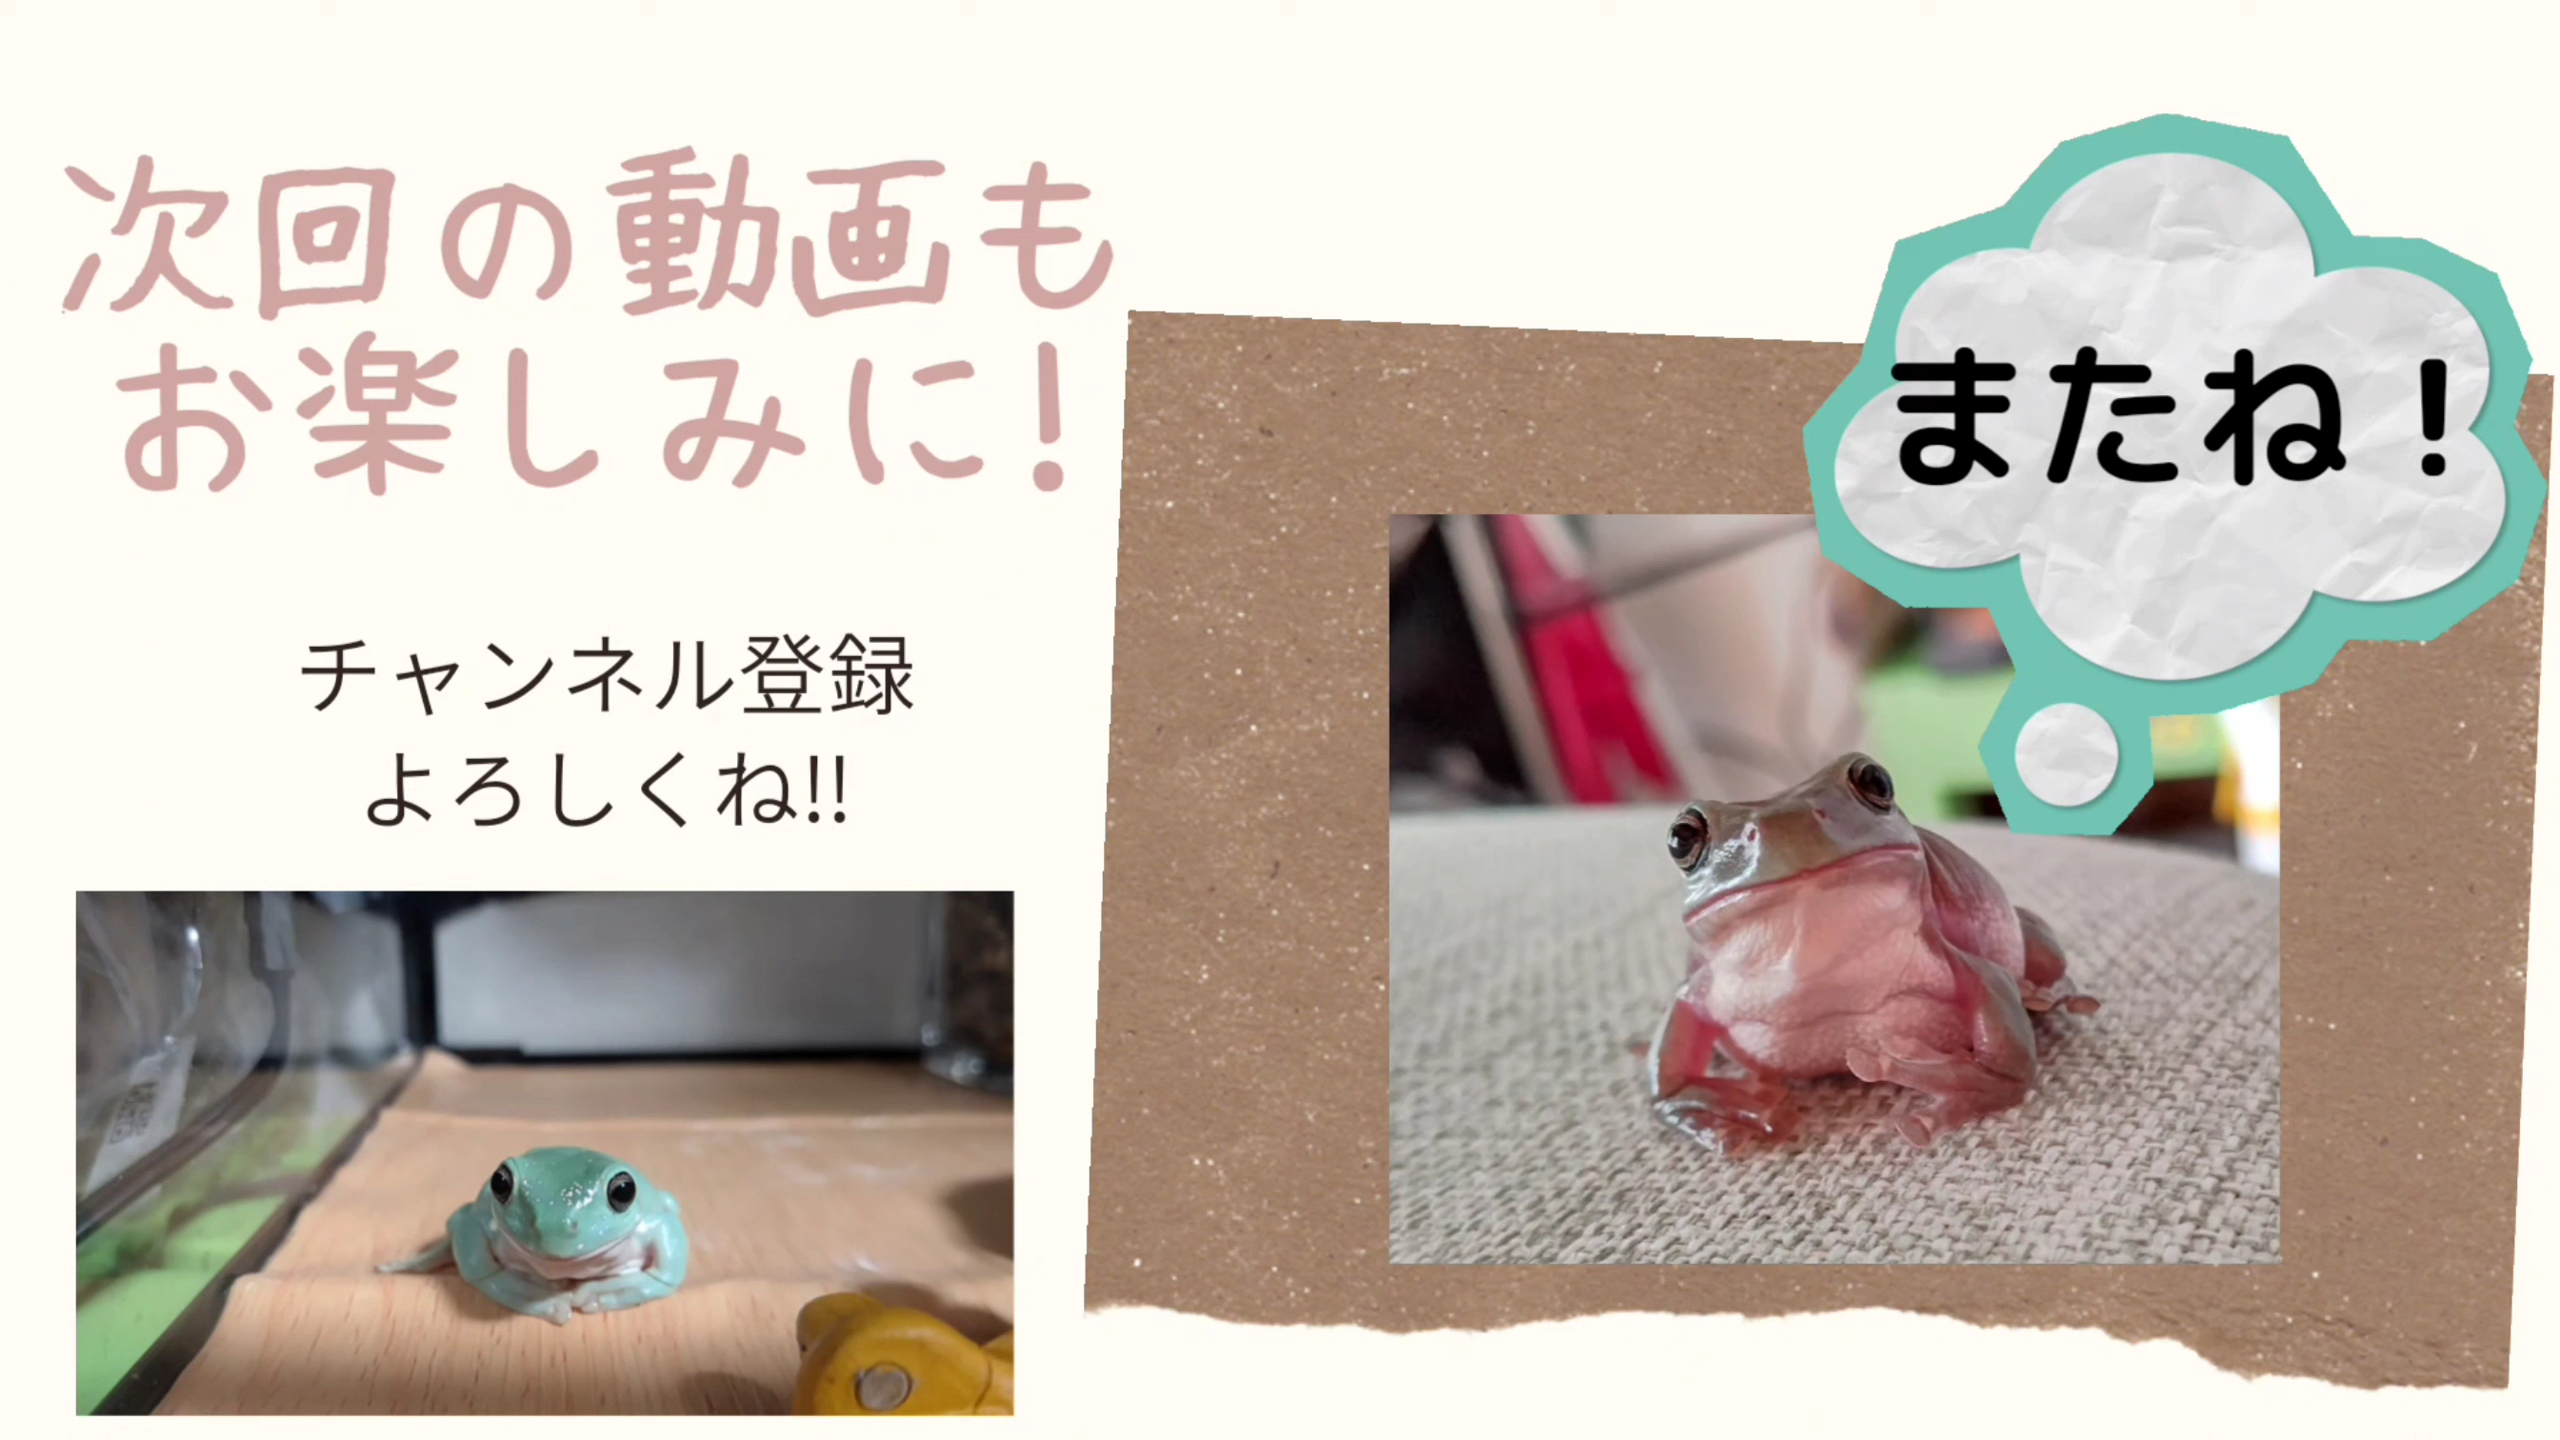 次回の動画も
お楽しみに!
またね！
チャンネル登録
よろしくね!!